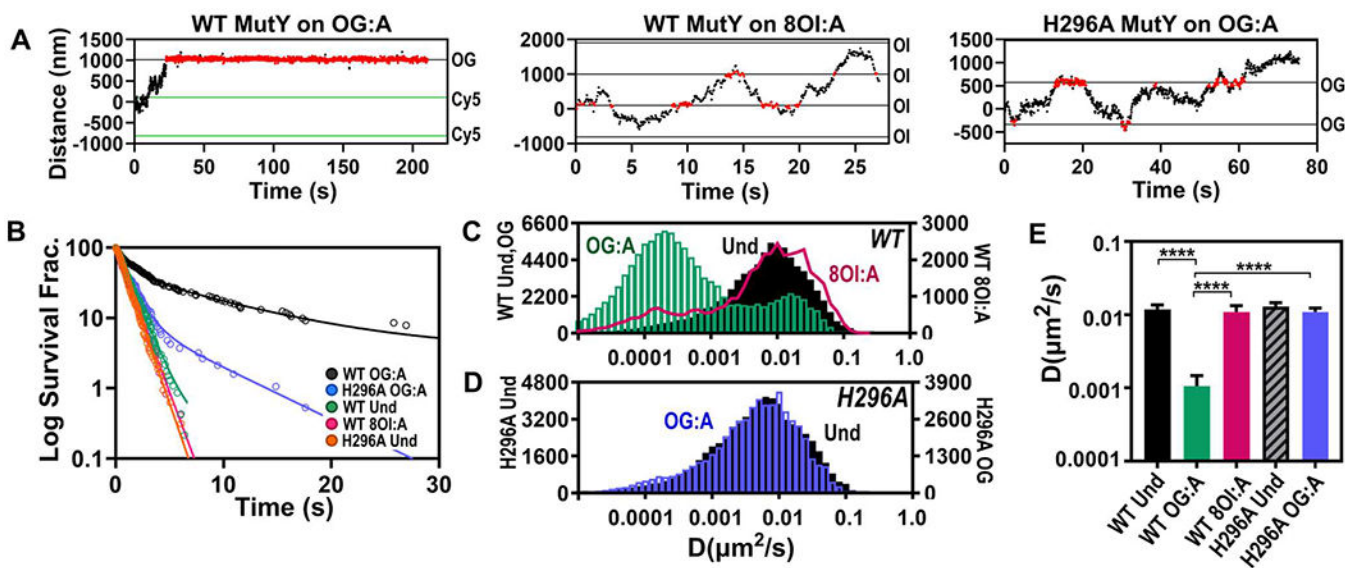 A
WT MutY on OG:A
WT MutY on 8OI:A
H296A MutY on OG:A
Distance (nm)
1500
1000
500
0
-500
-1000
OG
Cy5
Cy5
0 50 100 150 200
Time (s)
2000
1000
0
-1000
OI
OI
OI
OI
0 5 10 15 20 25
Time (s)
1500
1000
500
0
-500
OG
OG
0 20 40 60 80
Time (s)
B
Log Survival Frac.
100
10
1
0.1
WT OG:A
H296A OG:A
WT Und
WT 8OI:A
H296A Und
0 10 20 30
Time (s)
C
WT Und,OG
6600
4400
2200
0
OG:A
Und
WT
8OI:A
3000
2000
1000
0
WT 8OI:A
0.0001 0.001 0.01 0.1 1.0
D
H296A Und
4800
3200
1600
0
OG:A
Und
H296A
3900
2600
1300
0
H296A OG
0.0001 0.001 0.01 0.1 1.0
D(µm²/s)
E
D(µm²/s)
0.1
0.01
0.001
0.0001
****
****
****
WT Und
WT OG:A
WT 8OI:A
H296A Und
H296A OG:A